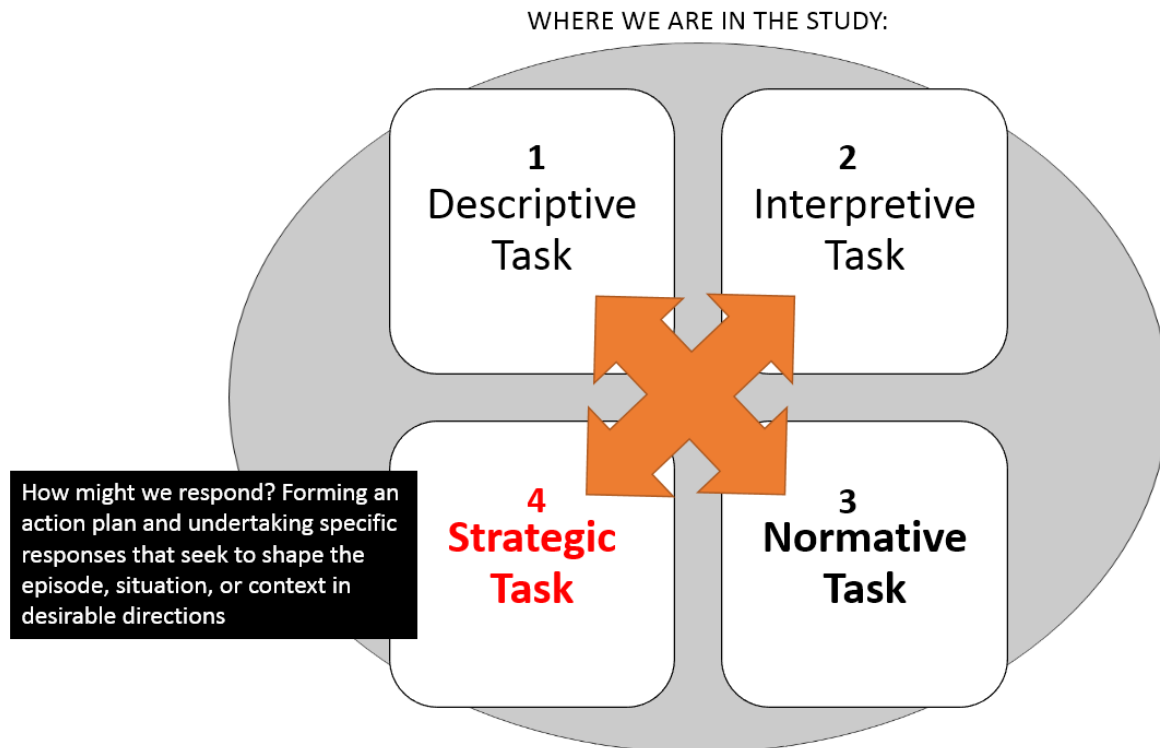 WHERE WE ARE IN THE STUDY:
1
Descriptive
Task
2
Interpretive
Task
How might we respond? Forming an
action plan and undertaking specific
responses that seek to shape the
episode, situation, or context in
desirable directions
4
Strategic
Task
3
Normative
Task